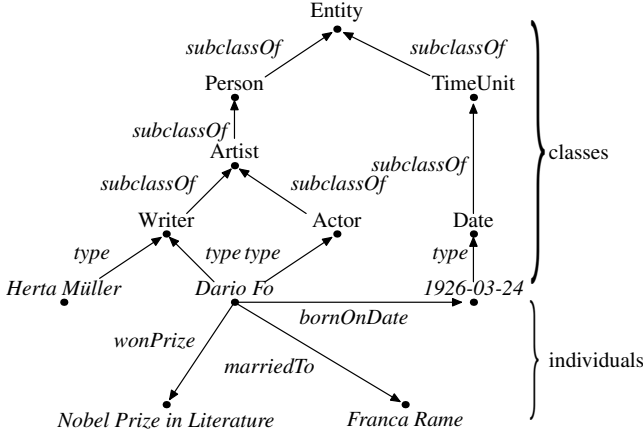 Entity
subclassOf subclassOf
Person TimeUnit
subclassOf
Artist
classes
subclassOf subclassOf subclassOf
Writer Actor Date
type type type type
Herta Müller Dario Fo 1926-03-24
bornOnDate
wonPrize
marriedTo
individuals
Nobel Prize in Literature Franca Rame